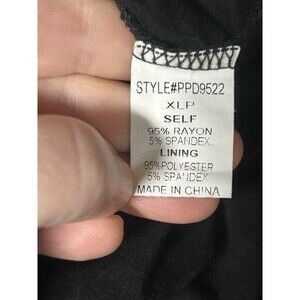 STYLE#PPD9522
XLP
SELF
95% RAYON
5% SPANDEX
LINING
95%POLYESTER
5% SPANDEX
MADE IN CHINA